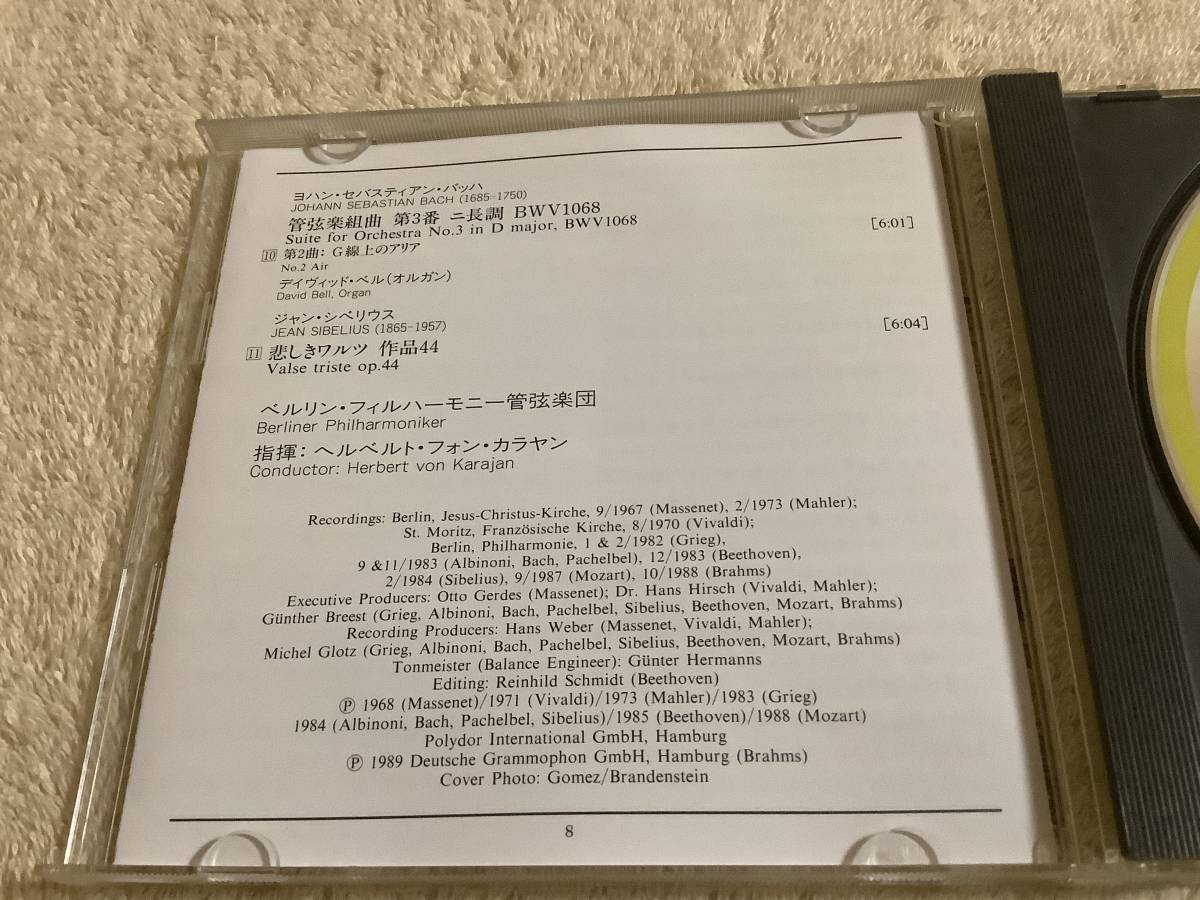 ヨハン・セバスティアン・バッハ
JOHANN SEBASTIAN BACH (1685-1750)
管弦楽組曲 第3番 ニ長調 BWV1068
Suite for Orchestra No.3 in D major, BWV1068
[6:01]
10 第2曲: G線上のアリア
No.2 Air
デイヴィッド・ベル(オルガン)
David Bell, Organ
ジャン・シベリウス
JEAN SIBELIUS (1865-1957)
[6:04]
11 悲しきワルツ 作品44
Valse triste op.44
ベルリン・フィルハーモニー管弦楽団
Berliner Philharmoniker
指揮: ヘルベルト・フォン・カラヤン
Conductor: Herbert von Karajan
Recordings: Berlin, Jesus-Christus-Kirche, 9/1967 (Massenet), 2/1973 (Mahler);
St. Moritz, Französische Kirche, 8/1970 (Vivaldi);
Berlin, Philharmonie, 1 & 2/1982 (Grieg),
9 &11/1983 (Albinoni, Bach, Pachelbel), 12/1983 (Beethoven),
2/1984 (Sibelius), 9/1987 (Mozart), 10/1988 (Brahms)
Executive Producers: Otto Gerdes (Massenet); Dr. Hans Hirsch (Vivaldi, Mahler);
Günther Breest (Grieg, Albinoni, Bach, Pachelbel, Sibelius, Beethoven, Mozart, Brahms)
Recording Producers: Hans Weber (Massenet, Vivaldi, Mahler);
Michel Glotz (Grieg, Albinoni, Bach, Pachelbel, Sibelius, Beethoven, Mozart, Brahms)
Tonmeister (Balance Engineer): Günter Hermanns
Editing: Reinhild Schmidt (Beethoven)
℗ 1968 (Massenet)/1971 (Vivaldi)/1973 (Mahler)/1983 (Grieg)
1984 (Albinoni, Bach, Pachelbel, Sibelius)/1985 (Beethoven)/1988 (Mozart)
Polydor International GmbH, Hamburg
℗ 1989 Deutsche Grammophon GmbH, Hamburg (Brahms)
Cover Photo: Gomez/Brandenstein
8